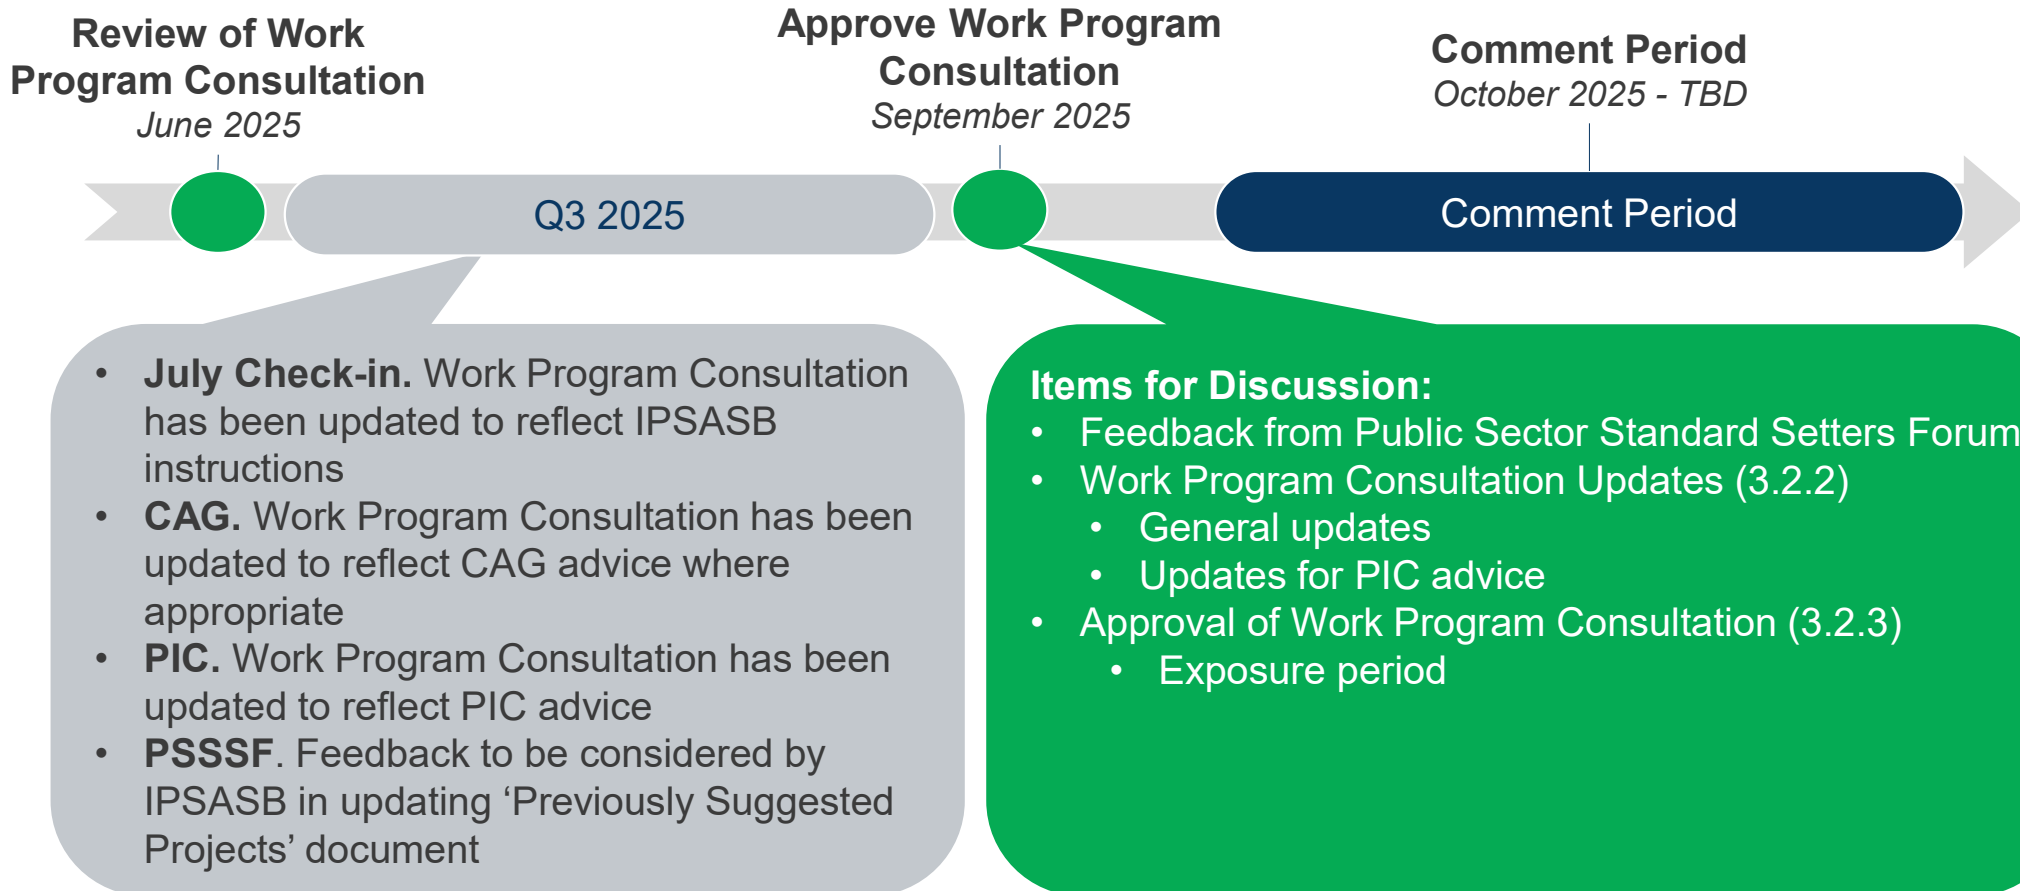 Review of Work
Program Consultation
June 2025
Approve Work Program
Consultation
September 2025
Comment Period
October 2025 - TBD
Q3 2025
Comment Period
• July Check-in. Work Program Consultation
has been updated to reflect IPSASB
instructions
• CAG. Work Program Consultation has been
updated to reflect CAG advice where
appropriate
• PIC. Work Program Consultation has been
updated to reflect PIC advice
• PSSSF. Feedback to be considered by
IPSASB in updating ‘Previously Suggested
Projects’ document
Items for Discussion:
• Feedback from Public Sector Standard Setters Forum
• Work Program Consultation Updates (3.2.2)
• General updates
• Updates for PIC advice
• Approval of Work Program Consultation (3.2.3)
• Exposure period